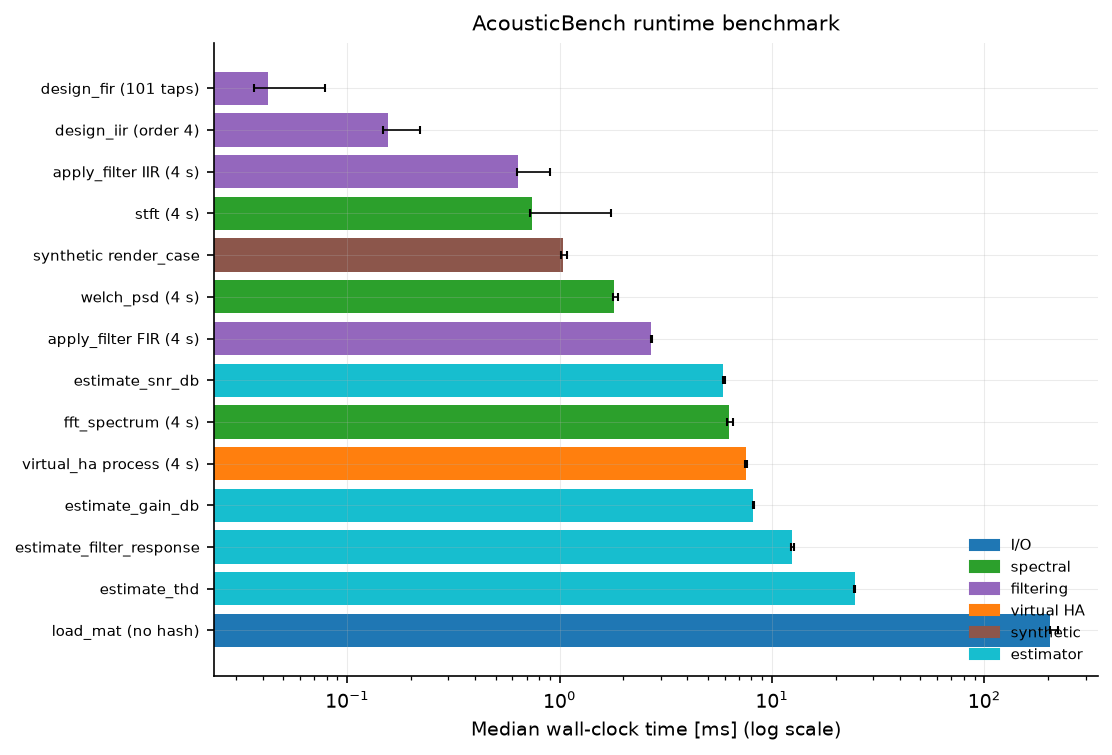 AcousticBench runtime benchmark
design_fir (101 taps)
design_iir (order 4)
apply_filter IIR (4 s)
stft (4 s)
synthetic render_case
welch_psd (4 s)
apply_filter FIR (4 s)
estimate_snr_db
fft_spectrum (4 s)
virtual_ha process (4 s)
estimate_gain_db
estimate_filter_response
estimate_thd
load_mat (no hash)
I/O
spectral
filtering
virtual HA
synthetic
estimator
10⁻¹ 10⁰ 10¹ 10²
Median wall-clock time [ms] (log scale)